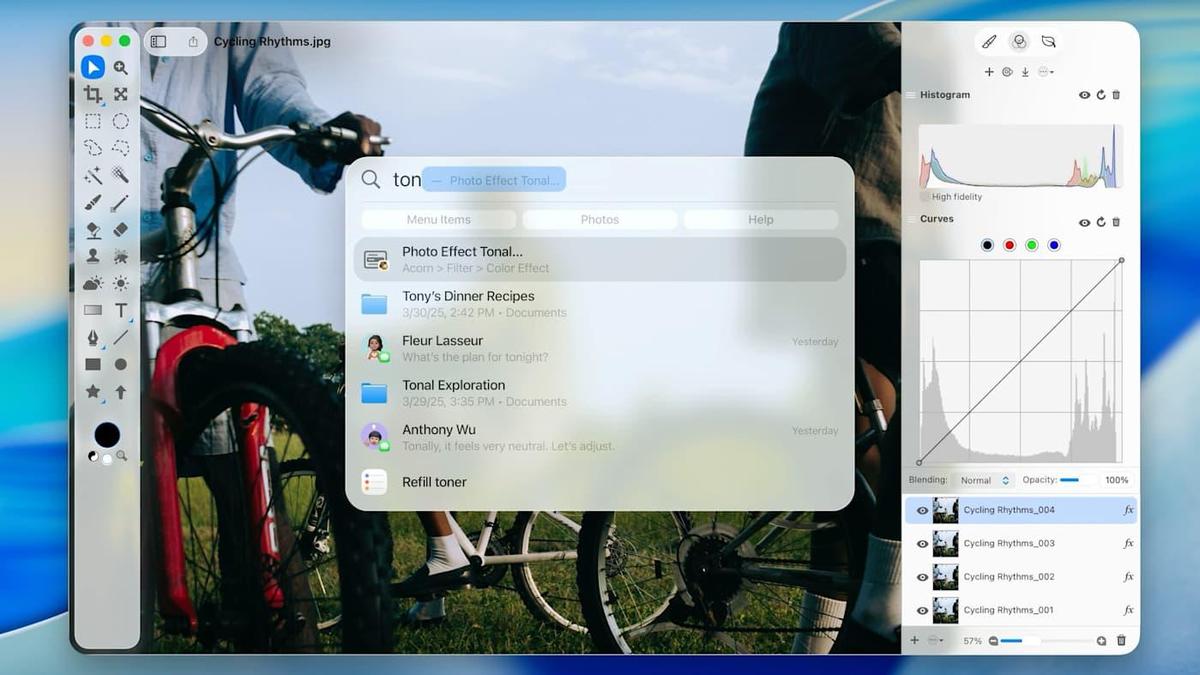 Cycling Rhythms.jpg
ton — Photo Effect Tonal...
Menu Items Photos Help
Photo Effect Tonal...
Acorn > Filter > Color Effect
Tony's Dinner Recipes
3/30/25, 2:42 PM • Documents
Fleur Lasseur Yesterday
What's the plan for tonight?
Tonal Exploration
3/29/25, 3:35 PM • Documents
Anthony Wu Yesterday
Tonally, it feels very neutral. Let's adjust.
Refill toner
T
Histogram
High fidelity
Curves
Blending: Normal Opacity: 100%
Cycling Rhythms_004 fx
Cycling Rhythms_003 fx
Cycling Rhythms_002 fx
Cycling Rhythms_001 fx
57%